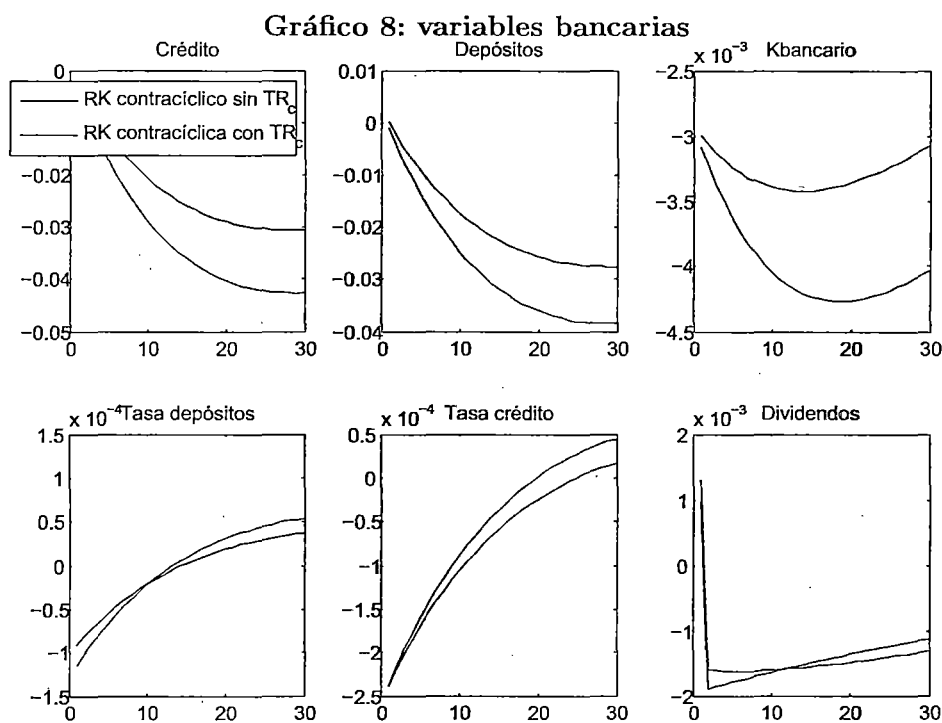 Gráfico 8: variables bancarias
Crédito
0
RK contracíclico sin TR_c
RK contracíclica con TR_c
−0.02
−0.03
−0.04
−0.05
0 10 20 30
Depósitos
0.01
0
−0.01
−0.02
−0.03
−0.04
0 10 20 30
x 10^−3 Kbancario
−2.5
−3
−3.5
−4
−4.5
0 10 20 30
x 10^−4 Tasa depósitos
1.5
1
0.5
0
−0.5
−1
−1.5
0 10 20 30
x 10^−4 Tasa crédito
0.5
0
−0.5
−1
−1.5
−2
−2.5
0 10 20 30
x 10^−3 Dividendos
2
1
0
−1
−2
0 10 20 30